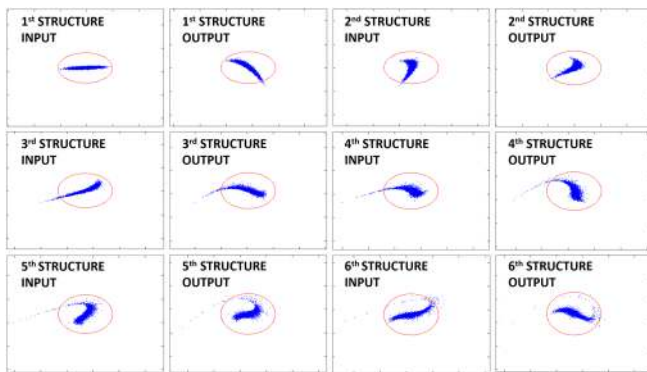 1st STRUCTURE
INPUT
1st STRUCTURE
OUTPUT
2nd STRUCTURE
INPUT
2nd STRUCTURE
OUTPUT
3rd STRUCTURE
INPUT
3rd STRUCTURE
OUTPUT
4th STRUCTURE
INPUT
4th STRUCTURE
OUTPUT
5th STRUCTURE
INPUT
5th STRUCTURE
OUTPUT
6th STRUCTURE
INPUT
6th STRUCTURE
OUTPUT